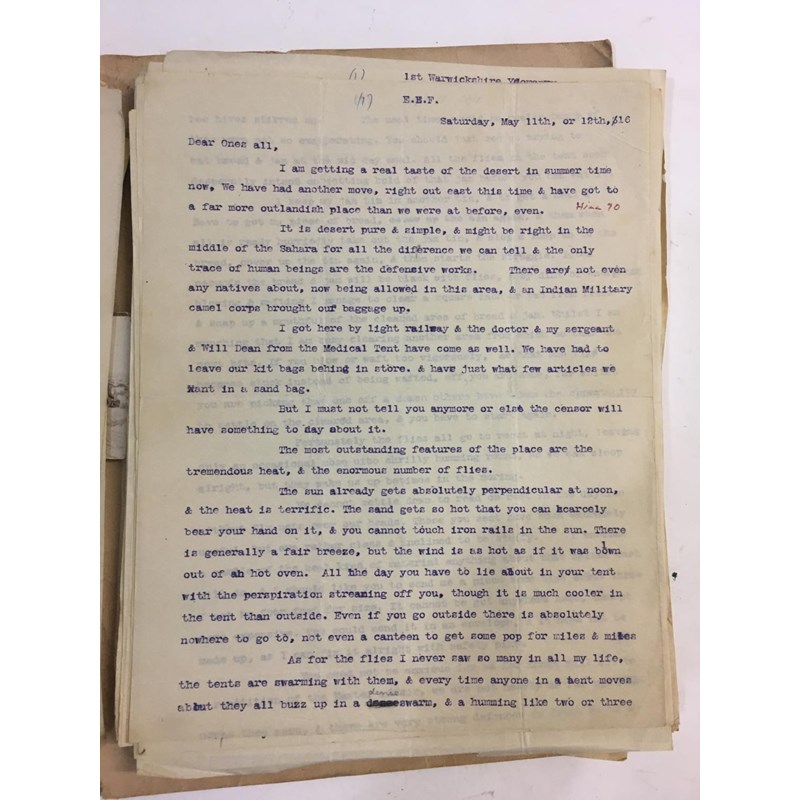 (1) 1st Warwickshire Yeomanry
(17) E.E.F.
Saturday, May 11th, or 12th, /16
Dear Ones all,
I am getting a real taste of the desert in summer time
now. We have had another move, right out east this time & have got to
a far more outlandish place than we were at before, even. Hill 70
It is desert pure & simple, & might be right in the
middle of the Sahara for all the diference we can tell & the only
trace of human beings are the defensive works. There are not even
any natives about, now being allowed in this area, & an Indian Military
camel corps brought our baggage up.
I got here by light railway & the doctor & my sergeant
& Will Dean from the Medical Tent have come as well. We have had to
leave our kit bags behing in store. & have just what few articles we
want in a sand bag.
But I must not tell you anymore or else the censor will
have something to say about it.
The most outstanding features of the place are the
tremendous heat, & the enormous number of flies.
The sun already gets absolutely perpendicular at noon,
& the heat is terrific. The sand gets so hot that you can scarcely
bear your hand on it, & you cannot touch iron rails in the sun. There
is generally a fair breeze, but the wind is as hot as if it was blown
out of an hot oven. All the day you have to lie about in your tent
with the perspiration streaming off you, though it is much cooler in
the tent than outside. Even if you go outside there is absolutely
nowhere to go to, not even a canteen to get some pop for miles & miles
As for the flies I never saw so many in all my life,
the tents are swarming with them, & every time anyone in a tent moves
about they all buzz up in a dense swarm, & a humming like two or three